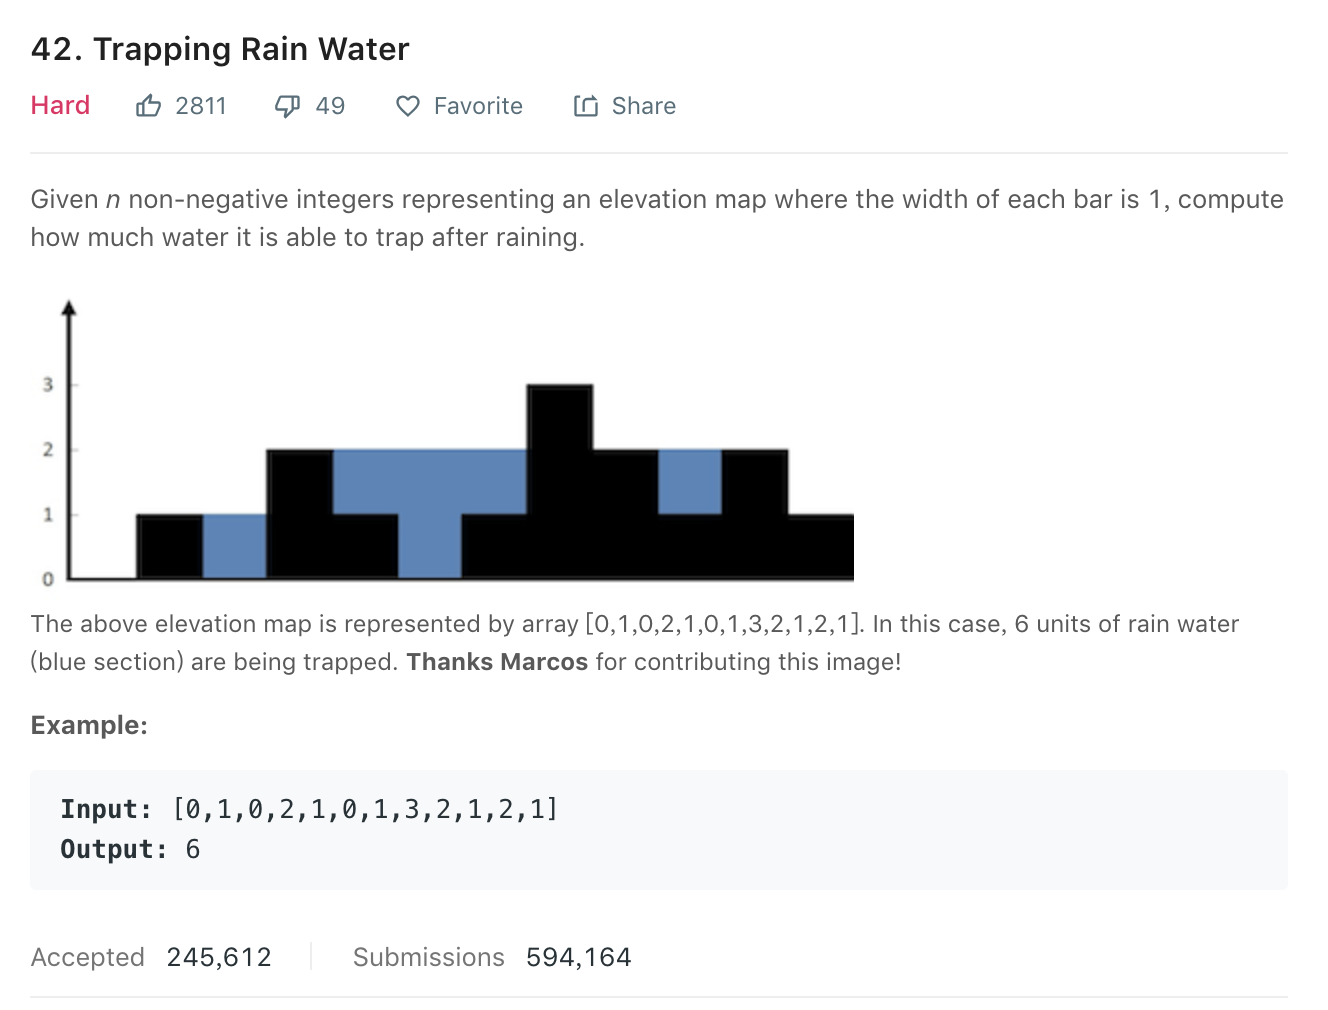 42. Trapping Rain Water
Hard 2811 49 Favorite Share
Given n non-negative integers representing an elevation map where the width of each bar is 1, compute
how much water it is able to trap after raining.
3
2
1
0
The above elevation map is represented by array [0,1,0,2,1,0,1,3,2,1,2,1]. In this case, 6 units of rain water
(blue section) are being trapped. Thanks Marcos for contributing this image!
Example:
Input: [0,1,0,2,1,0,1,3,2,1,2,1]
Output: 6
Accepted 245,612 Submissions 594,164